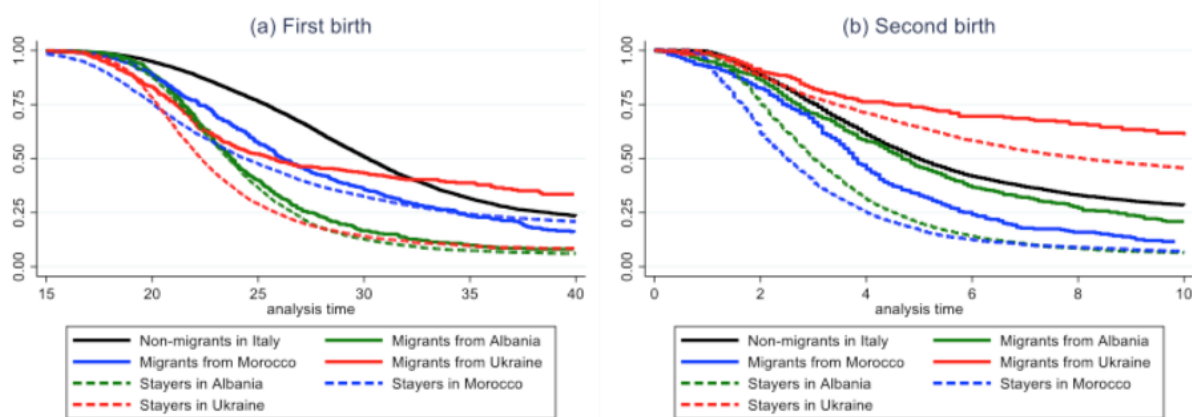 (a) First birth
1.00
0.75
0.50
0.25
0.00
15 20 25 30 35 40
analysis time
Non-migrants in Italy Migrants from Albania
Migrants from Morocco Migrants from Ukraine
Stayers in Albania Stayers in Morocco
Stayers in Ukraine
(b) Second birth
1.00
0.75
0.50
0.25
0.00
0 2 4 6 8 10
analysis time
Non-migrants in Italy Migrants from Albania
Migrants from Morocco Migrants from Ukraine
Stayers in Albania Stayers in Morocco
Stayers in Ukraine